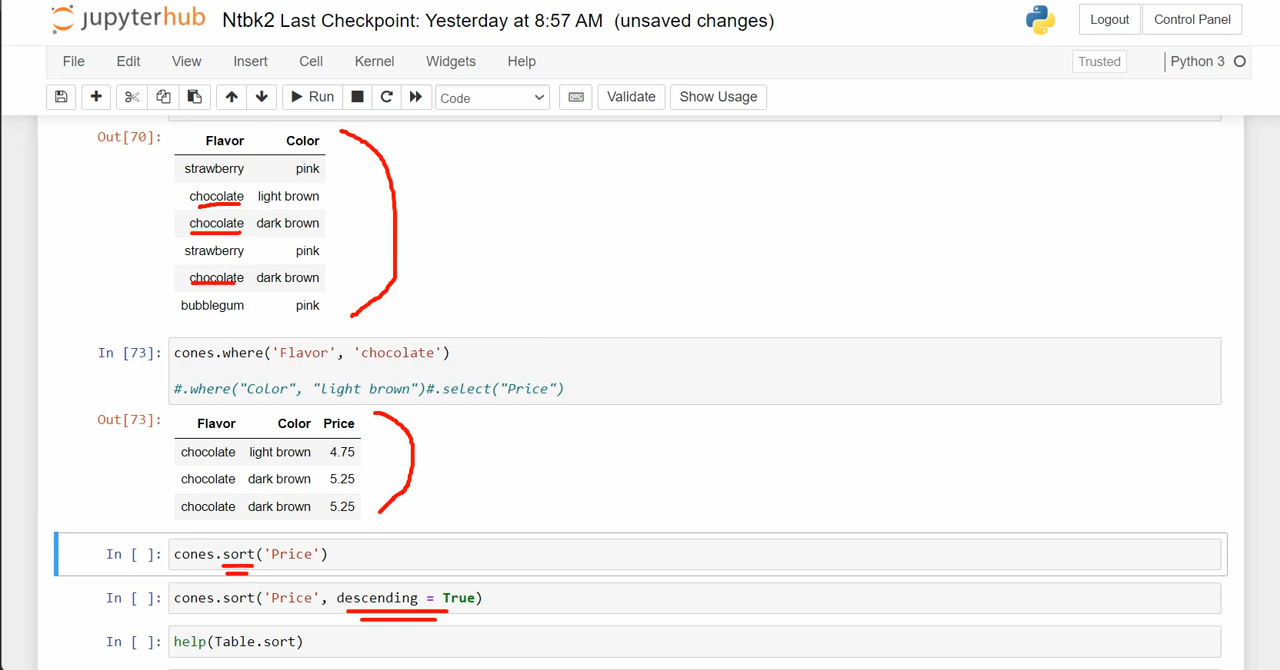 jupyterhub Ntbk2 Last Checkpoint: Yesterday at 8:57 AM (unsaved changes) Logout Control Panel
File Edit View Insert Cell Kernel Widgets Help Trusted Python 3
Run Code Validate Show Usage
Out[70]: Flavor Color
strawberry pink
chocolate light brown
chocolate dark brown
strawberry pink
chocolate dark brown
bubblegum pink
In [73]: cones.where('Flavor', 'chocolate')
#.where("Color", "light brown")#.select("Price")
Out[73]: Flavor Color Price
chocolate light brown 4.75
chocolate dark brown 5.25
chocolate dark brown 5.25
In [ ]: cones.sort('Price')
In [ ]: cones.sort('Price', descending = True)
In [ ]: help(Table.sort)